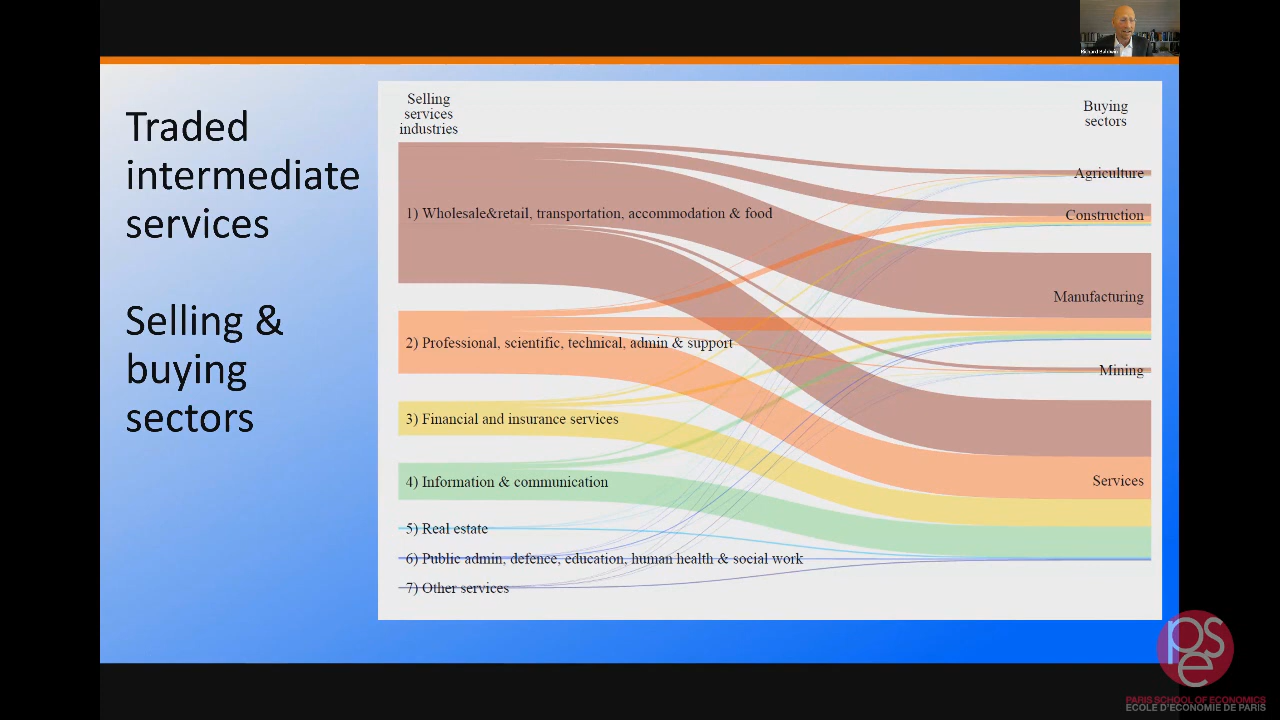 Richard Baldwin
Traded
intermediate
services
Selling &
buying
sectors
Selling
services
industries
Buying
sectors
1) Wholesale&retail, transportation, accommodation & food
2) Professional, scientific, technical, admin & support
3) Financial and insurance services
4) Information & communication
5) Real estate
6) Public admin, defence, education, human health & social work
7) Other services
Agriculture
Construction
Manufacturing
Mining
Services
pse
PARIS SCHOOL OF ECONOMICS
ECOLE D'ECONOMIE DE PARIS